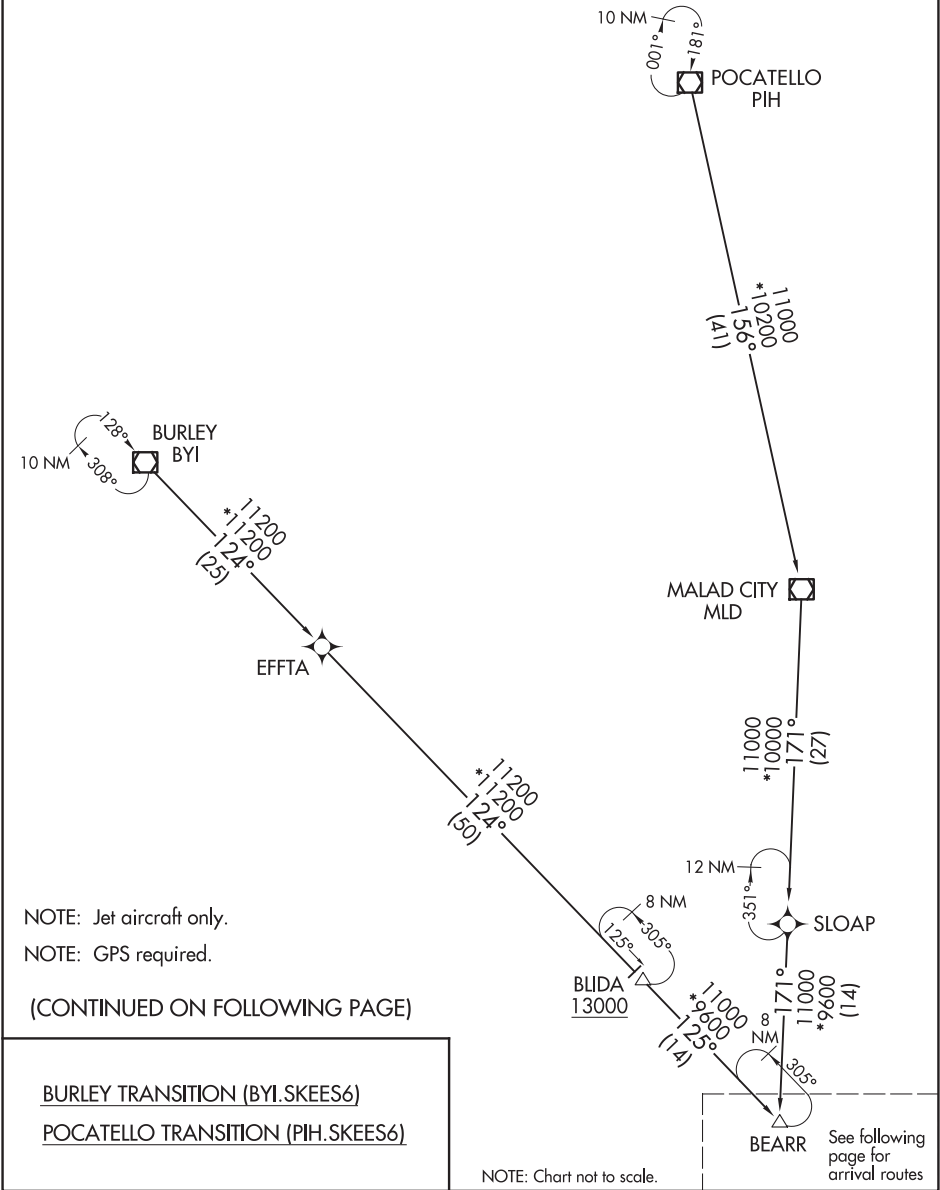 10 NM
001°
181°
POCATELLO
PIH
11000
*10200
156°
(41)
128°
308°
10 NM
BURLEY
BYI
11200
*11200
124°
(25)
MALAD CITY
MLD
EFFTA
11000
*10000
171°
(27)
11200
*11200
124°
(50)
12 NM
351°
SLOAP
8 NM
305°
125°
BLIDA
13000
171°
11000
*9600
(14)
11000
*9600
125°
(14)
8
NM
305°
BEARR
See following
page for
arrival routes
NOTE: Jet aircraft only.
NOTE: GPS required.
(CONTINUED ON FOLLOWING PAGE)
BURLEY TRANSITION (BYI.SKEES6)
POCATELLO TRANSITION (PIH.SKEES6)
NOTE: Chart not to scale.